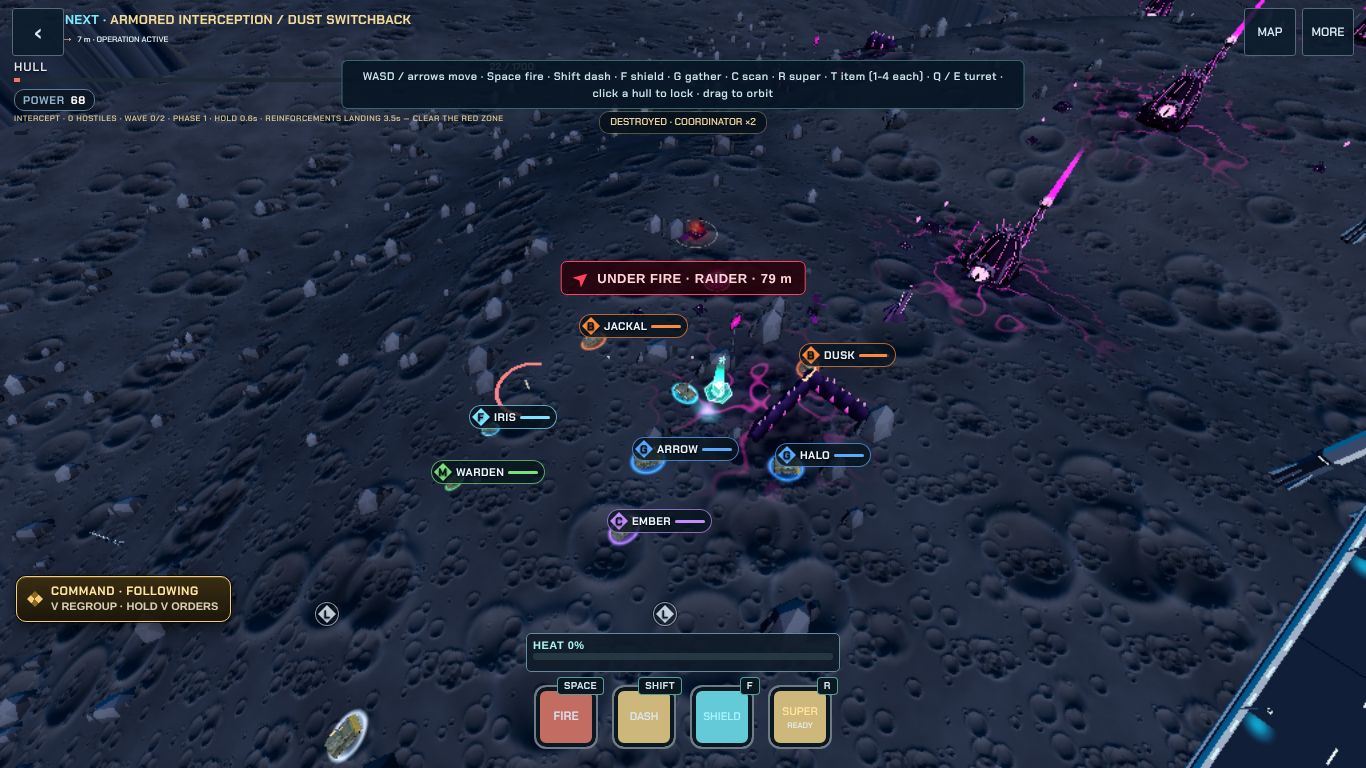 ‹
NEXT · ARMORED INTERCEPTION / DUST SWITCHBACK
→ 7 m · OPERATION ACTIVE
MAP
MORE
HULL
22 / 1700
WASD / arrows move · Space fire · Shift dash · F shield · G gather · C scan · R super · T item (1-4 each) · Q / E turret ·
click a hull to lock · drag to orbit
POWER 68
INTERCEPT · 0 HOSTILES · WAVE 0/2 · PHASE 1 · HOLD 0.6s · REINFORCEMENTS LANDING 3.5s — CLEAR THE RED ZONE
DESTROYED · COORDINATOR ×2
UNDER FIRE · RAIDER · 79 m
B JACKAL
B DUSK
F IRIS
G ARROW
G HALO
M WARDEN
C EMBER
COMMAND · FOLLOWING
V REGROUP · HOLD V ORDERS
L
L
HEAT 0%
SPACE
SHIFT
F
R
FIRE
DASH
SHIELD
SUPER
READY